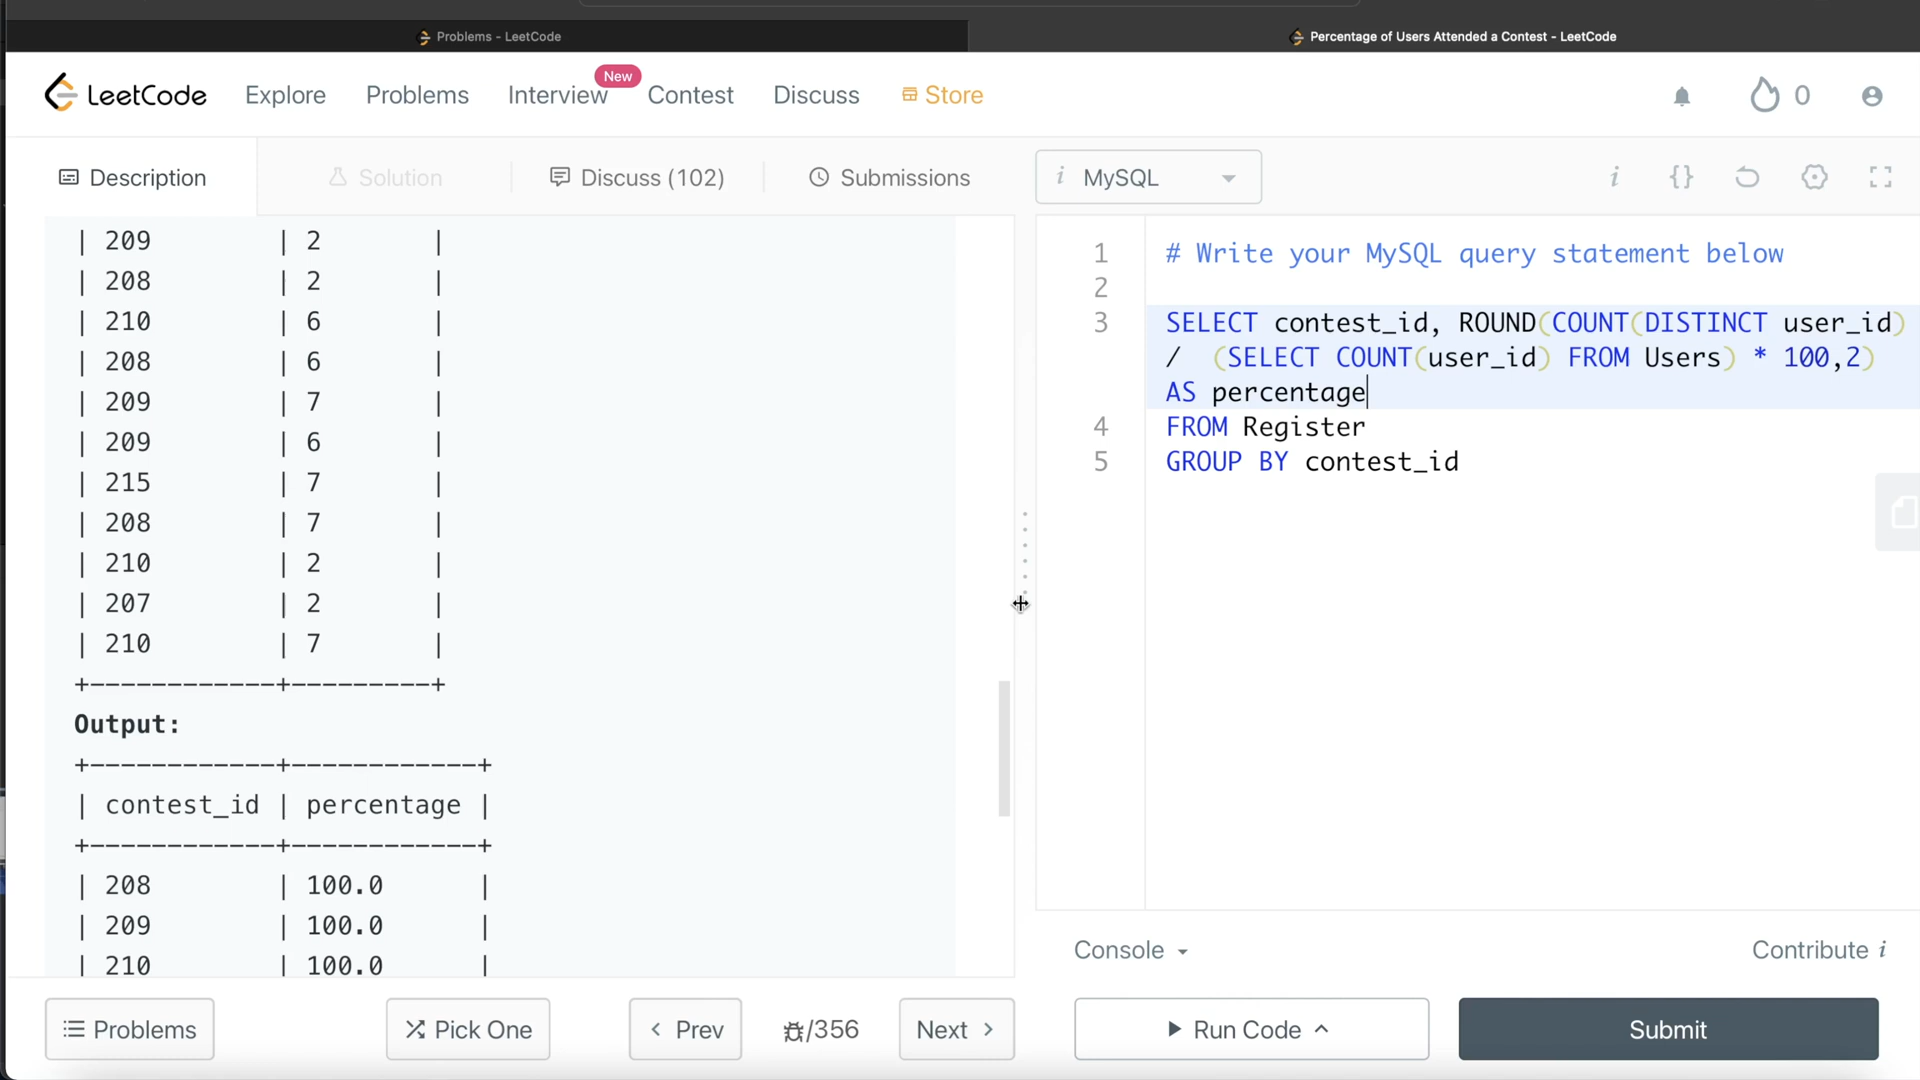 Problems - LeetCode
Percentage of Users Attended a Contest - LeetCode
LeetCode
Explore
Problems
Interview
New
Contest
Discuss
Store
0
Description
Solution
Discuss (102)
Submissions
i MySQL
i {}
| 209 | 2 |
| 208 | 2 |
| 210 | 6 |
| 208 | 6 |
| 209 | 7 |
| 209 | 6 |
| 215 | 7 |
| 208 | 7 |
| 210 | 2 |
| 207 | 2 |
| 210 | 7 |
+------------+---------+
Output:
+------------+------------+
| contest_id | percentage |
+------------+------------+
| 208 | 100.0 |
| 209 | 100.0 |
| 210 | 100.0 |
1 # Write your MySQL query statement below
2
3 SELECT contest_id, ROUND(COUNT(DISTINCT user_id)
/ (SELECT COUNT(user_id) FROM Users) * 100,2)
AS percentage
4 FROM Register
5 GROUP BY contest_id
Console
Contribute i
Problems
Pick One
Prev
/356
Next
Run Code
Submit